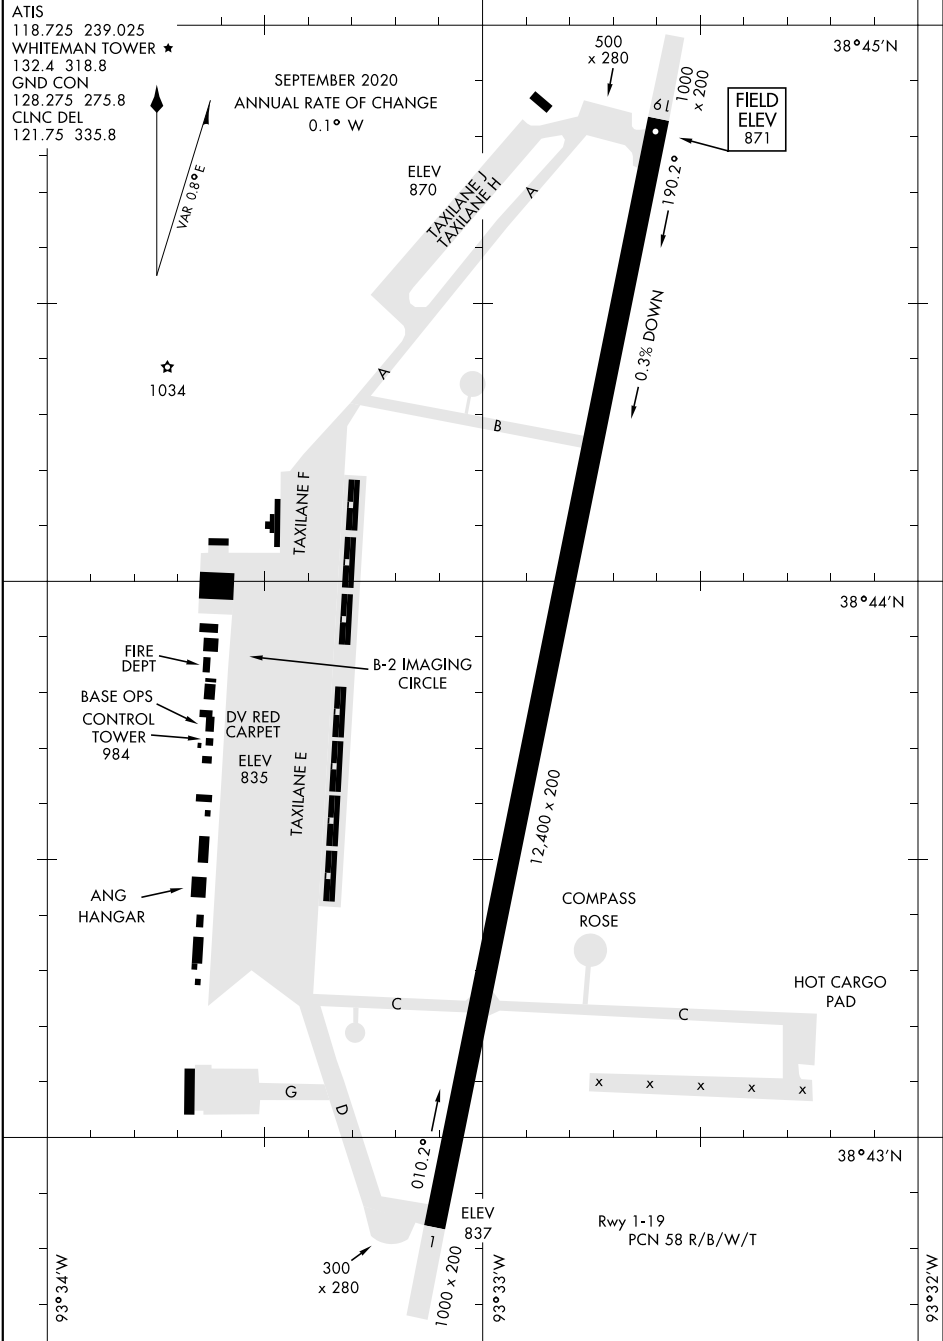 ATIS
118.725 239.025
WHITEMAN TOWER
132.4 318.8
GND CON
128.275 275.8
CLNC DEL
121.75 335.8
SEPTEMBER 2020
ANNUAL RATE OF CHANGE
0.1° W
VAR 0.8° E
500
x 280
1000
x 200
38°45'N
19
FIELD
ELEV
871
190.2°
ELEV
870
TAXILANE J
TAXILANE H
A
0.3% DOWN
1034
A
B
TAXILANE F
38°44'N
FIRE
DEPT
B-2 IMAGING
CIRCLE
BASE OPS
CONTROL
TOWER
984
DV RED
CARPET
ELEV
835
TAXILANE E
12,400 x 200
ANG
HANGAR
COMPASS
ROSE
HOT CARGO
PAD
C
C
x x x x x
G
D
010.2°
38°43'N
ELEV
837
1
1000 x 200
Rwy 1-19
PCN 58 R/B/W/T
300
x 280
93°34'W
93°33'W
93°32'W